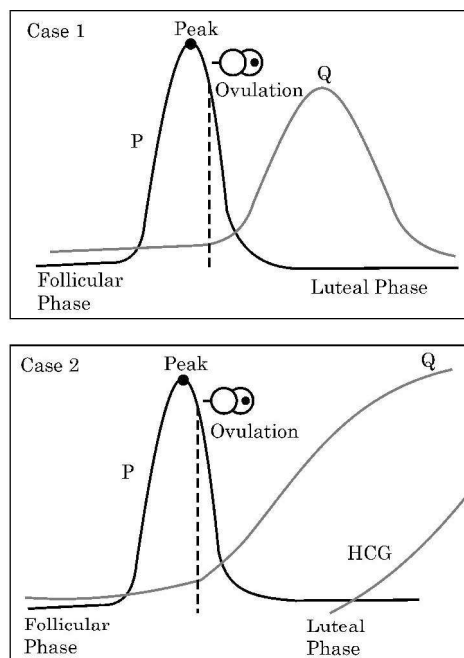 Case 1
Peak
Q
Ovulation
P
Follicular
Phase
Luteal Phase
Case 2
Peak
Q
Ovulation
P
HCG
Follicular
Phase
Luteal
Phase